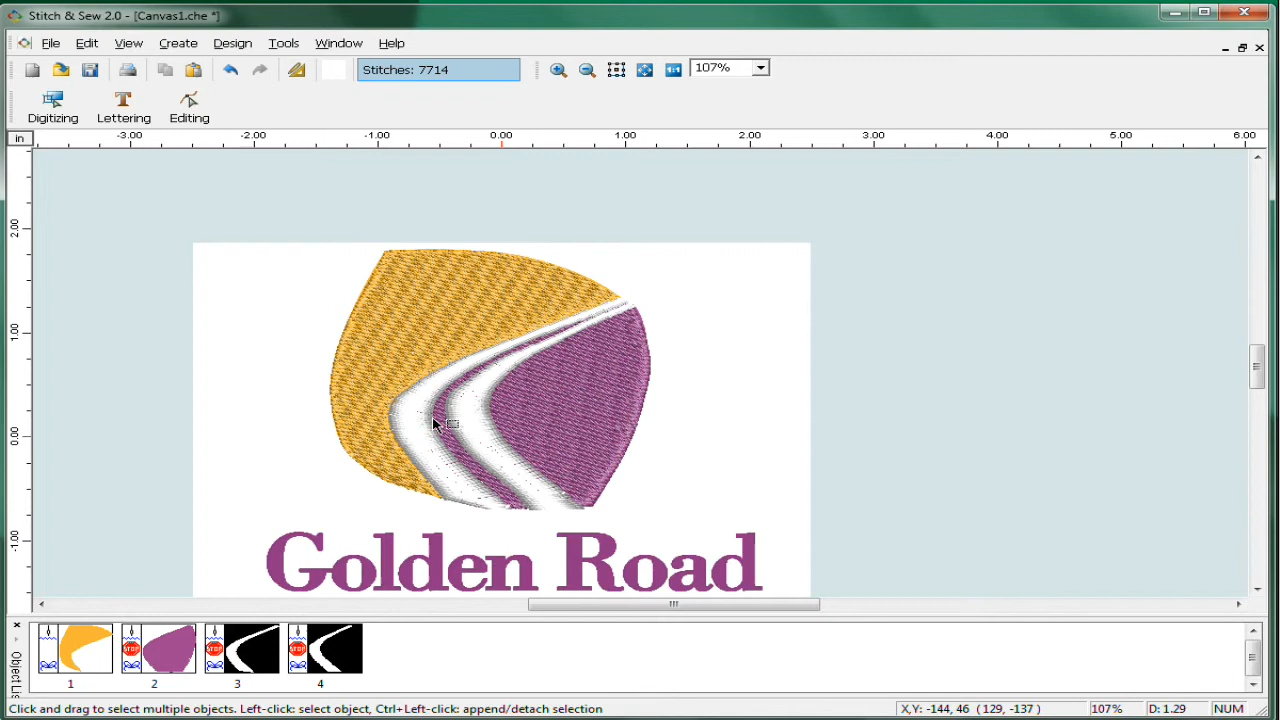 Stitch & Sew 2.0 - [Canvas1.che *]
File Edit View Create Design Tools Window Help
Stitches: 7714 107%
Digitizing Lettering Editing
in -3.00 -2.00 -1.00 0.00 1.00 2.00 3.00 4.00 5.00 6.00
2.00
1.00
0.00
-1.00
Golden Road
STOP STOP STOP
1 2 3 4
Object Lis
Click and drag to select multiple objects. Left-click: select object, Ctrl+Left-click: append/detach selection X,Y: -144, 46 (129, -137 ) 107% D: 1.29 NUM